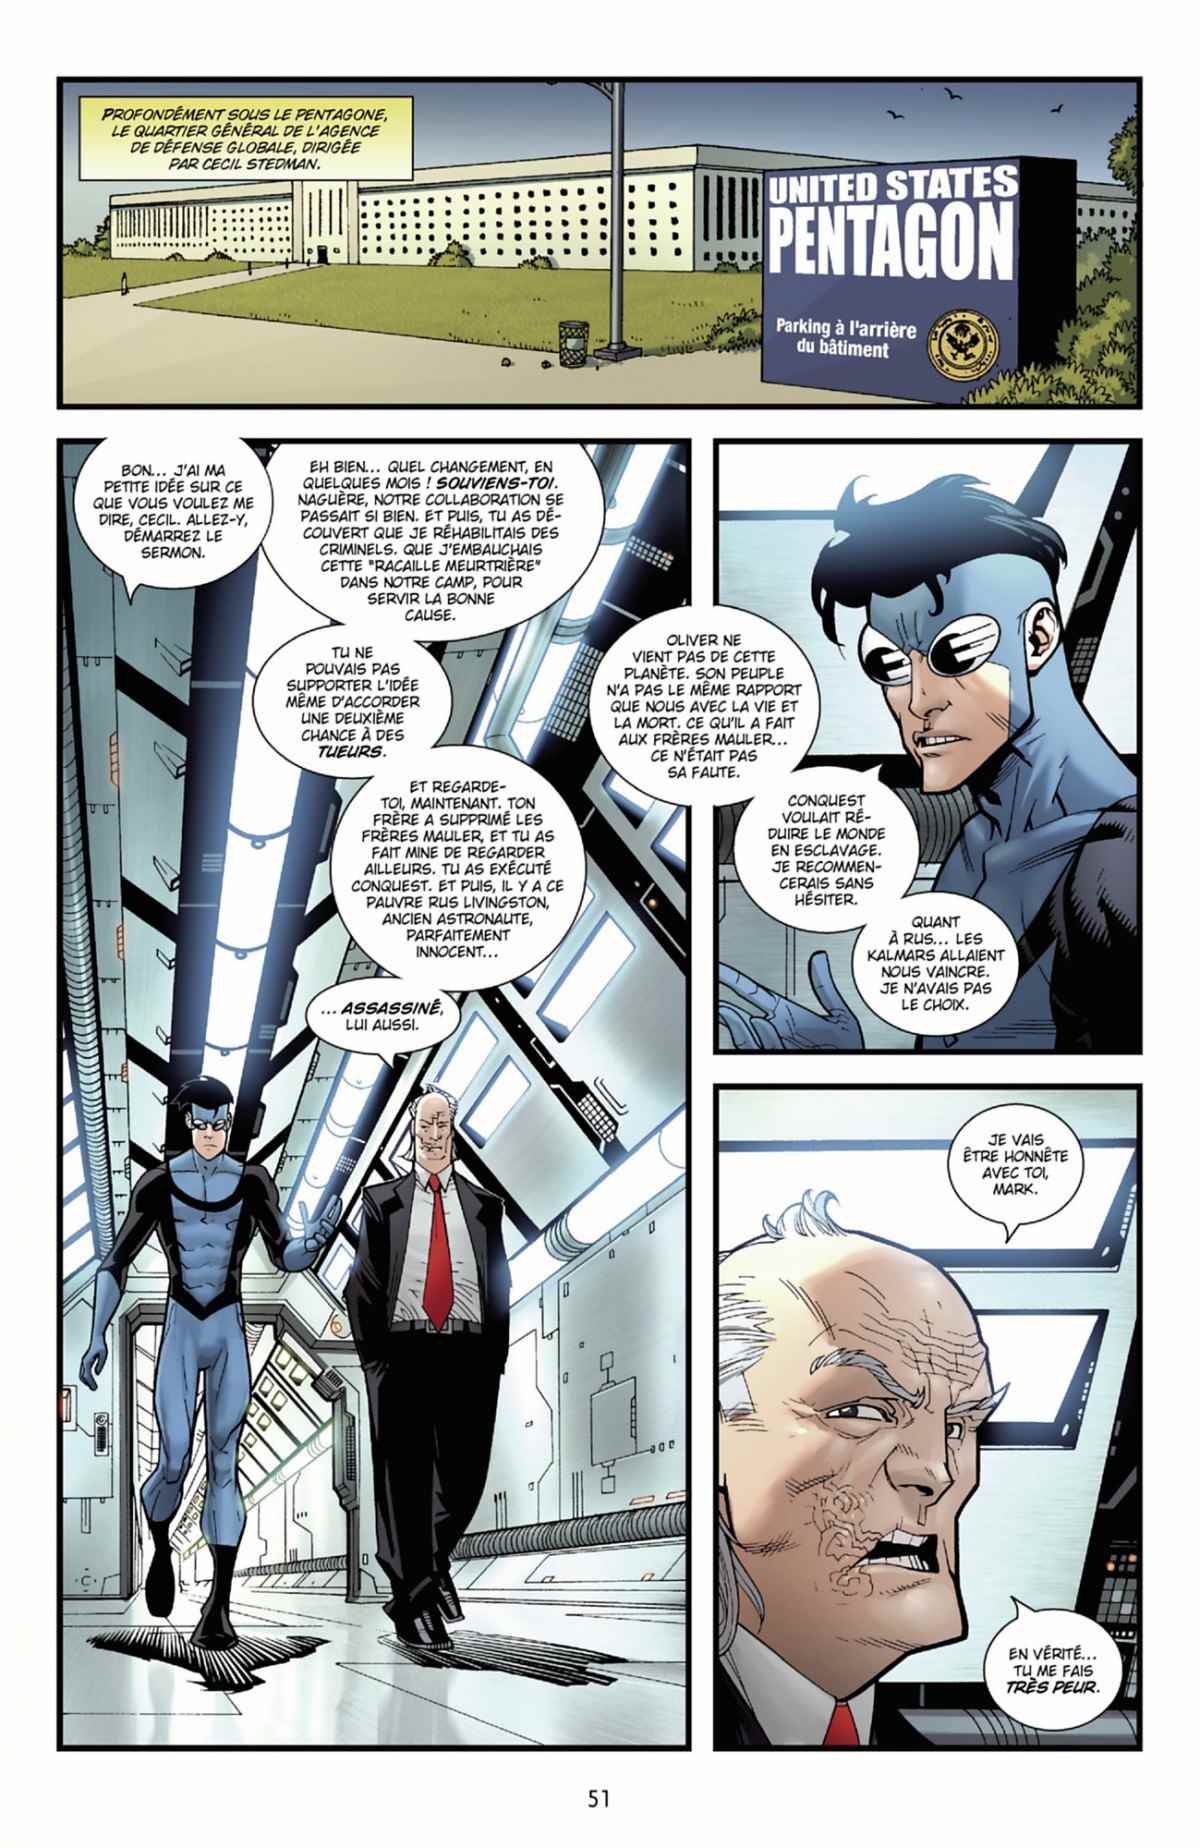 PROFONDÉMENT SOUS LE PENTAGONE,
LE QUARTIER GÉNÉRAL DE L'AGENCE
DE DÉFENSE GLOBALE, DIRIGÉE
PAR CECIL STEDMAN.
UNITED STATES
PENTAGON
Parking à l'arrière
du bâtiment
BON... J'AI MA
PETITE IDÉE SUR CE
QUE VOUS VOULEZ ME
DIRE, CECIL. ALLEZ-Y,
DÉMARREZ LE
SERMON.
EH BIEN... QUEL CHANGEMENT, EN
QUELQUES MOIS ! SOUVIENS-TOI.
NAGUÈRE, NOTRE COLLABORATION SE
PASSAIT SI BIEN. ET PUIS, TU AS DÉ-
COUVERT QUE JE RÉHABILITAIS DES
CRIMINELS. QUE J'EMBAUCHAIS
CETTE "RACAILLE MEURTRIÈRE"
DANS NOTRE CAMP, POUR
SERVIR LA BONNE
CAUSE.
TU NE
POUVAIS PAS
SUPPORTER L'IDÉE
MÊME D'ACCORDER
UNE DEUXIÈME
CHANCE À DES
TUEURS.
ET REGARDE-
TOI, MAINTENANT. TON
FRÈRE A SUPPRIMÉ LES
FRÈRES MAULER, ET TU AS
FAIT MINE DE REGARDER
AILLEURS. TU AS EXÉCUTÉ
CONQUEST. ET PUIS, IL Y A CE
PAUVRE RUS LIVINGSTON,
ANCIEN ASTRONAUTE,
PARFAITEMENT
INNOCENT...
... ASSASSINÉ,
LUI AUSSI.
OLIVER NE
VIENT PAS DE CETTE
PLANÈTE. SON PEUPLE
N'A PAS LE MÊME RAPPORT
QUE NOUS AVEC LA VIE ET
LA MORT. CE QU'IL A FAIT
AUX FRÈRES MAULER...
CE N'ÉTAIT PAS
SA FAUTE.
CONQUEST
VOULAIT RÉ-
DUIRE LE MONDE
EN ESCLAVAGE.
JE RECOMMEN-
CERAIS SANS
HÉSITER.
QUANT
À RUS... LES
KALMARS ALLAIENT
NOUS VAINCRE.
JE N'AVAIS PAS
LE CHOIX.
JE VAIS
ÊTRE HONNÊTE
AVEC TOI,
MARK.
EN VÉRITÉ...
TU ME FAIS
TRÈS PEUR.
51